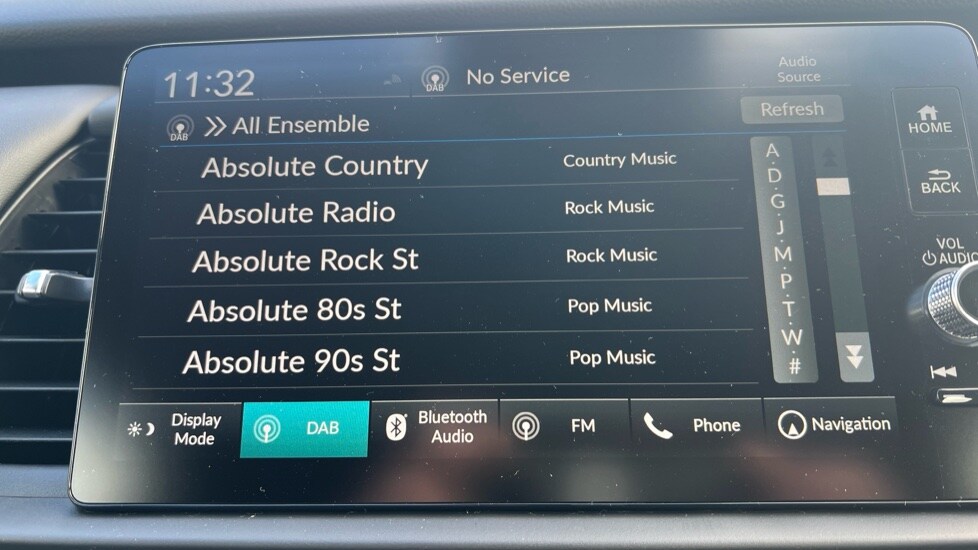 11:32
DAB
No Service
Audio
Source
DAB
All Ensemble
Refresh
Absolute Country
Country Music
Absolute Radio
Rock Music
Absolute Rock St
Rock Music
Absolute 80s St
Pop Music
Absolute 90s St
Pop Music
A
D
G
J
M
P
T
W
#
HOME
BACK
VOL
AUDIO
Display
Mode
DAB
Bluetooth
Audio
FM
Phone
Navigation